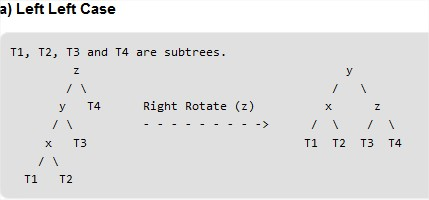 a) Left Left Case
T1, T2, T3 and T4 are subtrees.
z y
/ \ / \
y T4 Right Rotate (z) x z
/ \ - - - - - - - - -> / \ / \
x T3 T1 T2 T3 T4
/ \
T1 T2